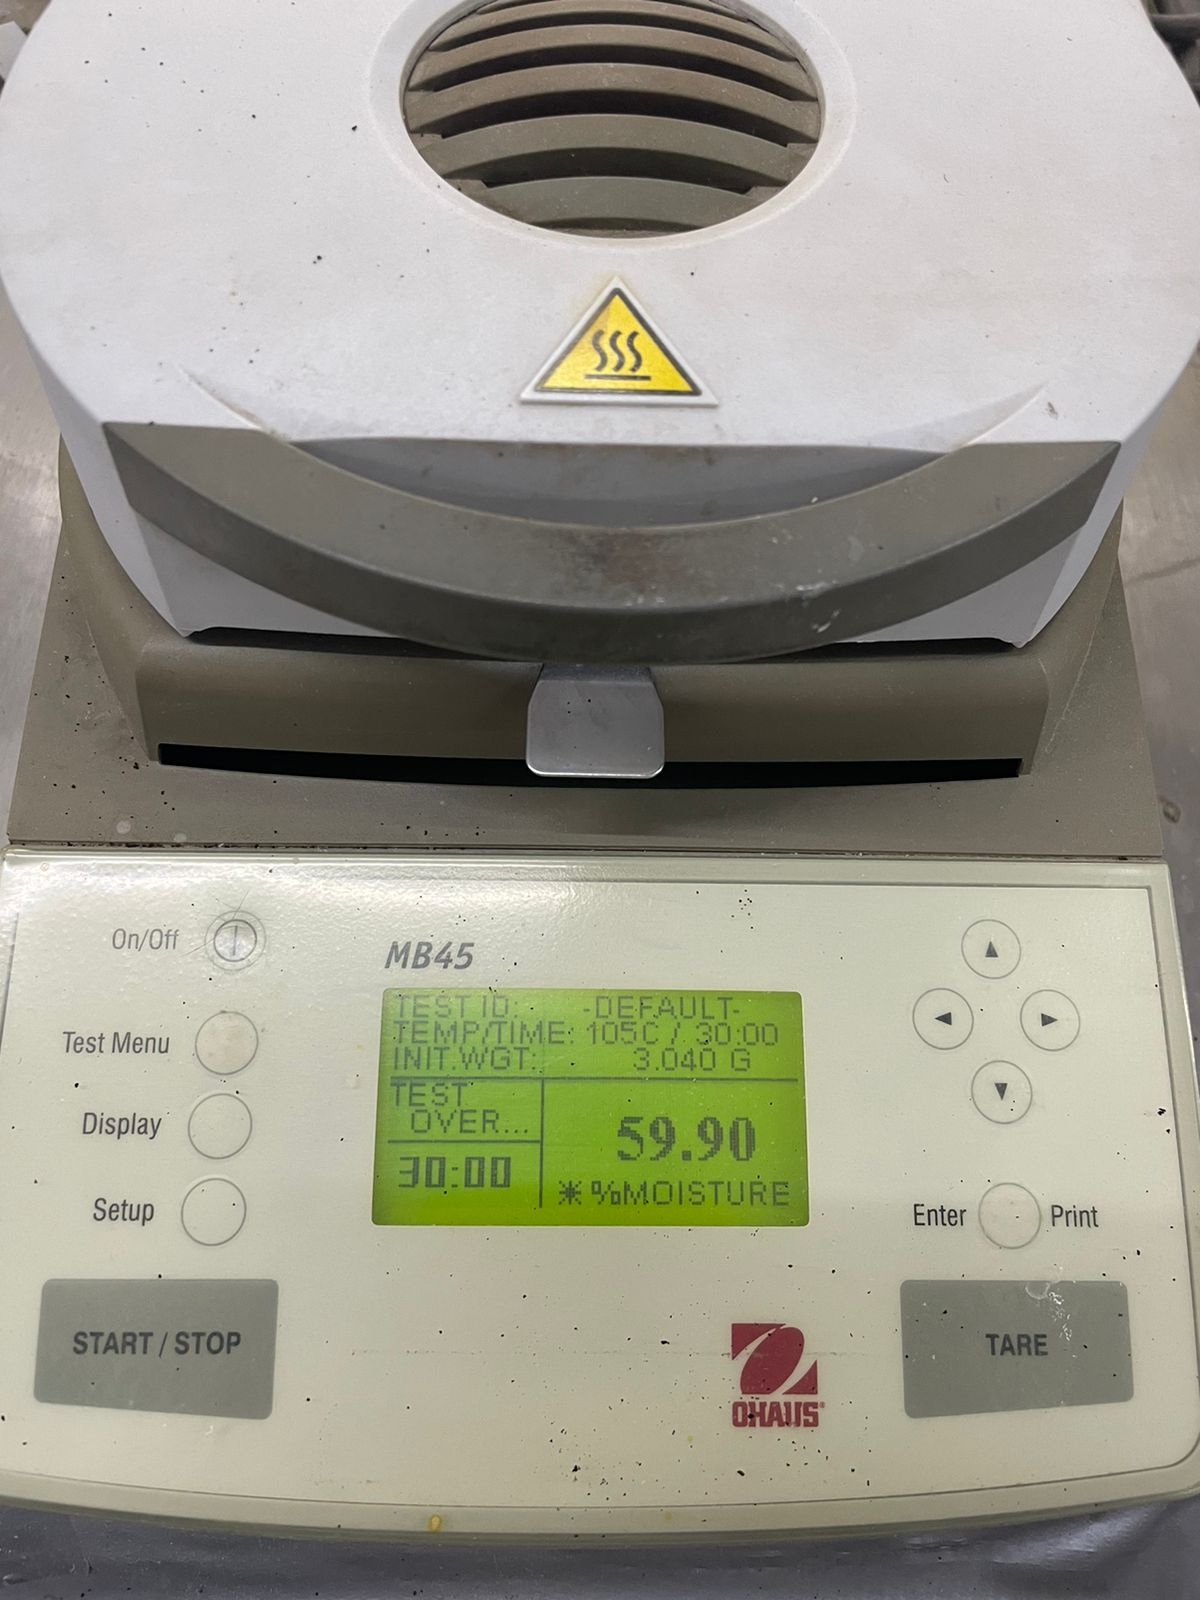 On/Off
MB45
Test Menu
Display
Setup
TEST ID: -DEFAULT-
TEMP/TIME: 105C / 30:00
INIT.WGT: 3.040 G
TEST
OVER...
30:00
59.90
*%MOISTURE
Enter
Print
START / STOP
TARE
OHAUS®